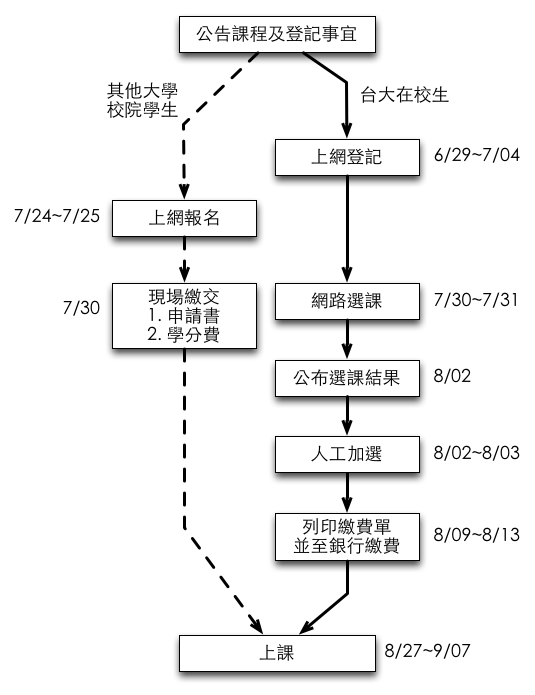 公告課程及登記事宜
其他大學
校院學生
台大在校生
上網登記
6/29~7/04
7/24~7/25
上網報名
7/30
現場繳交
1. 申請書
2. 學分費
網路選課
7/30~7/31
公布選課結果
8/02
人工加選
8/02~8/03
列印繳費單
並至銀行繳費
8/09~8/13
上課
8/27~9/07